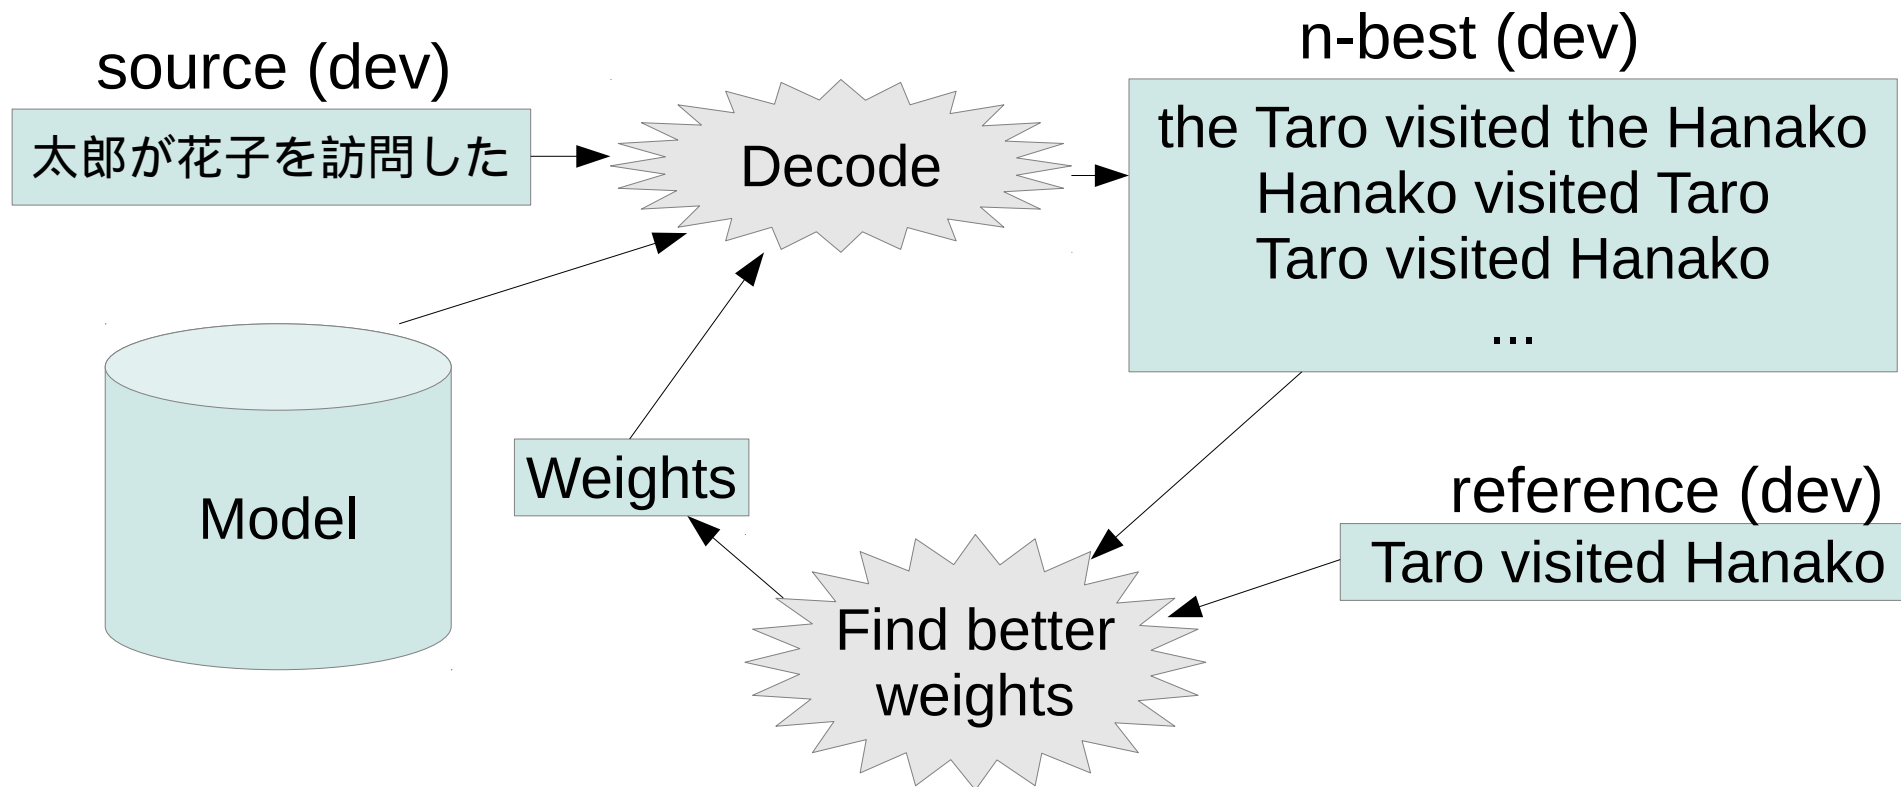 source (dev)
太郎が花子を訪問した
Decode
n-best (dev)
the Taro visited the Hanako
Hanako visited Taro
Taro visited Hanako
...
Model
Weights
reference (dev)
Taro visited Hanako
Find better
weights